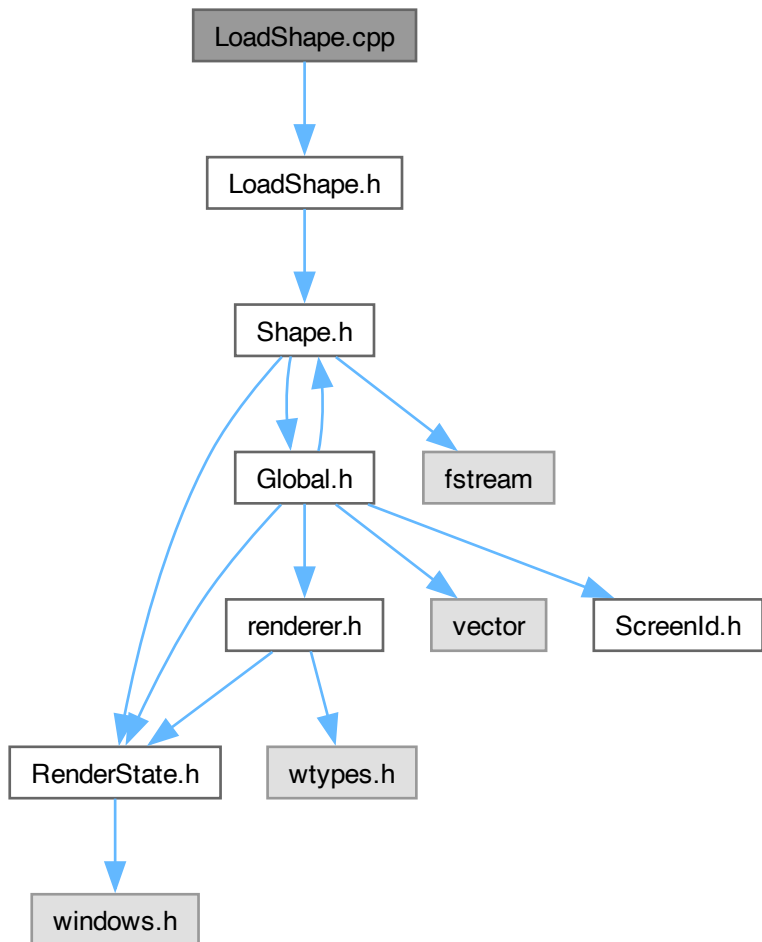 LoadShape.cpp
LoadShape.h
Shape.h
Global.h
fstream
renderer.h
vector
ScreenId.h
RenderState.h
wtypes.h
windows.h